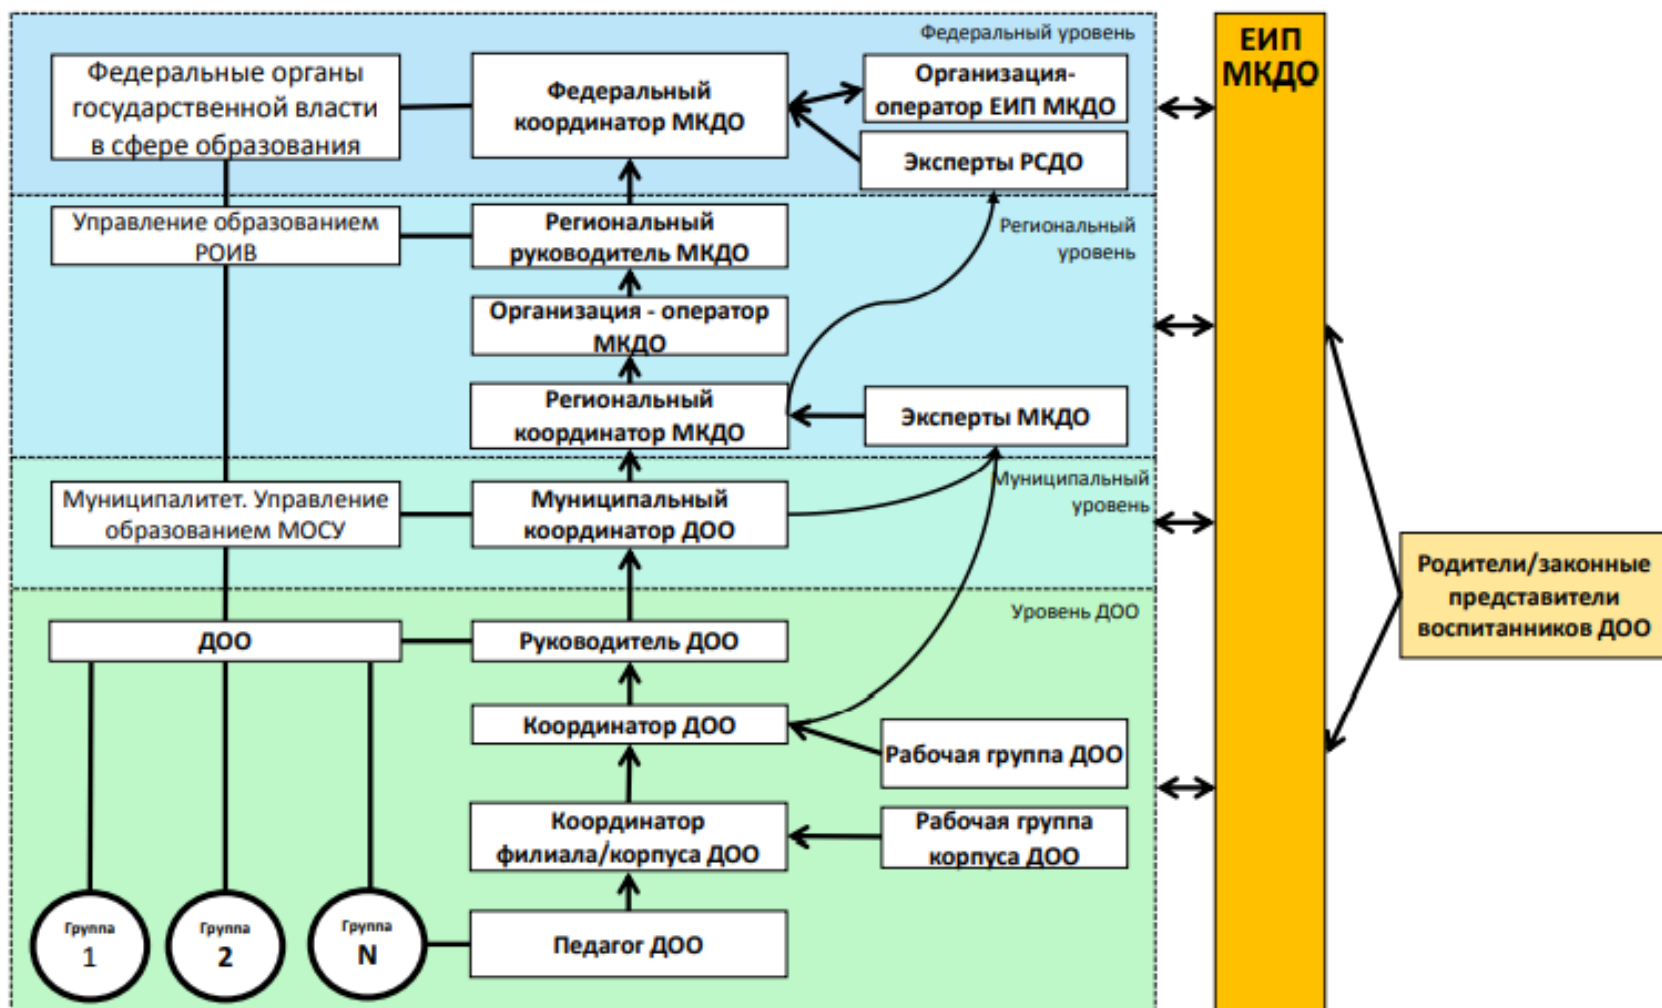 Федеральный уровень
ЕИП
МКДО
Федеральные органы
государственной власти
в сфере образования
Федеральный
координатор МКДО
Организация-
оператор ЕИП МКДО
Эксперты РСДО
Управление образованием
РОИВ
Региональный
руководитель МКДО
Региональный
уровень
Организация - оператор
МКДО
Региональный
координатор МКДО
Эксперты МКДО
Муниципалитет. Управление
образованием МОСУ
Муниципальный
координатор ДОО
Муниципальный
уровень
Родители/законные
представители
воспитанников ДОО
Уровень ДОО
ДОО
Руководитель ДОО
Координатор ДОО
Рабочая группа ДОО
Координатор
филиала/корпуса ДОО
Рабочая группа
корпуса ДОО
Группа
1
Группа
2
Группа
N
Педагог ДОО